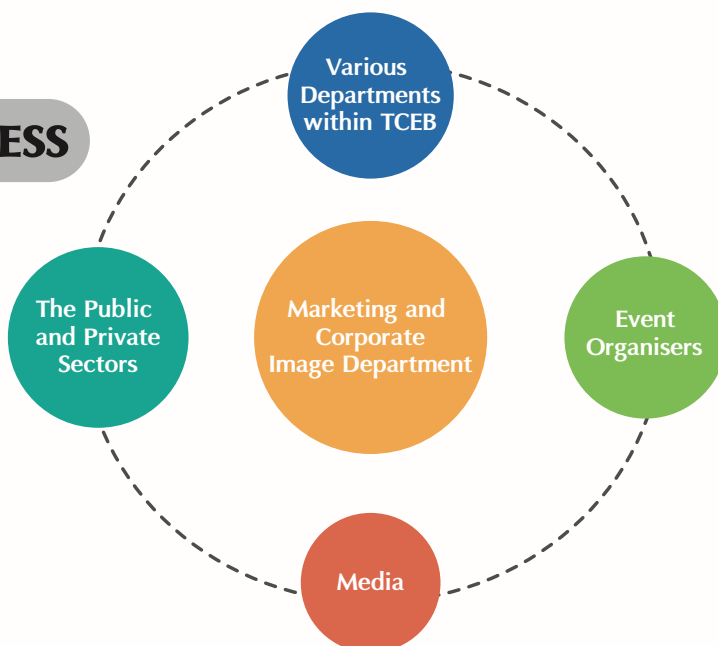 Various
Departments
within TCEB
ESS
The Public
and Private
Sectors
Marketing and
Corporate
Image Department
Event
Organisers
Media